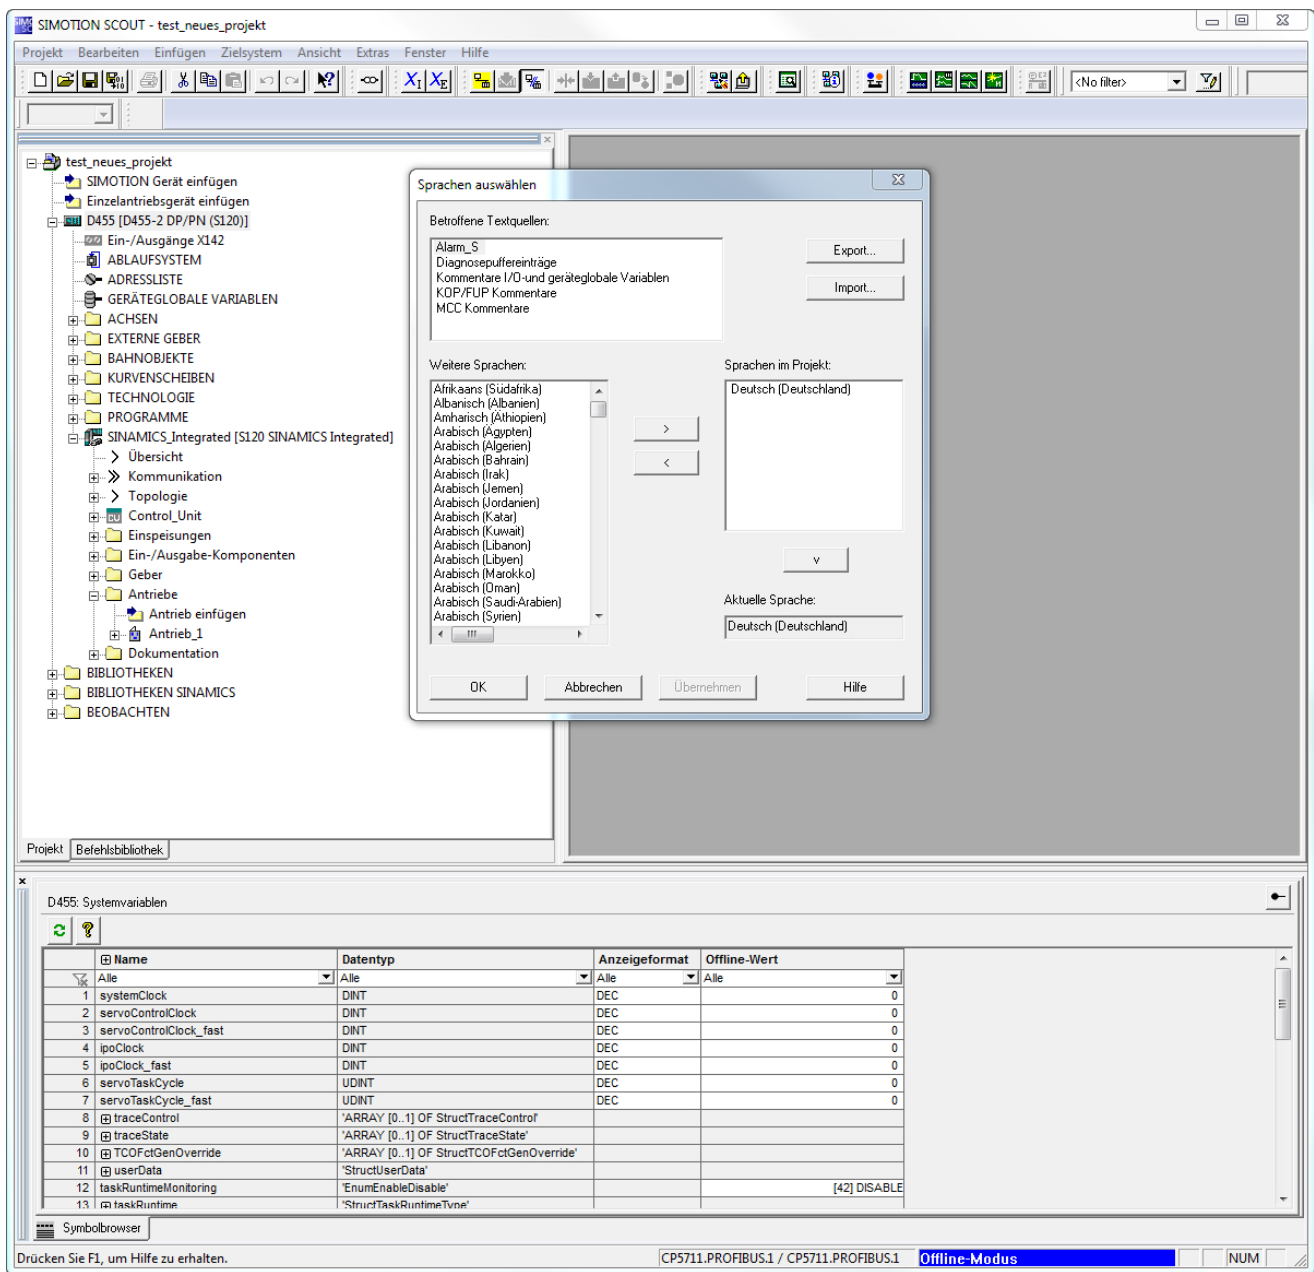 SIMOTION SCOUT - test_neues_projekt
Projekt Bearbeiten Einfügen Zielsystem Ansicht Extras Fenster Hilfe
<No filter>
test_neues_projekt
SIMOTION Gerät einfügen
Einzelantriebsgerät einfügen
D455 [D455-2 DP/PN (S120)]
Ein-/Ausgänge X142
ABLAUFSYSTEM
ADRESSLISTE
GERÄTEGLOBALE VARIABLEN
ACHSEN
EXTERNE GEBER
BAHNOBJEKTE
KURVENSCHEIBEN
TECHNOLOGIE
PROGRAMME
SINAMICS_Integrated [S120 SINAMICS Integrated]
Übersicht
Kommunikation
Topologie
Control_Unit
Einspeisungen
Ein-/Ausgabe-Komponenten
Geber
Antriebe
Antrieb einfügen
Antrieb_1
Dokumentation
BIBLIOTHEKEN
BIBLIOTHEKEN SINAMICS
BEOBACHTEN
Projekt Befehlsbibliothek
Sprachen auswählen
Betroffene Textquellen:
Alarm_S
Diagnosepuffereinträge
Kommentare I/O-und geräteglobale Variablen
KOP/FUP Kommentare
MCC Kommentare
Export...
Import...
Weitere Sprachen:
Afrikaans (Südafrika)
Albanisch (Albanien)
Amharisch (Äthiopien)
Arabisch (Ägypten)
Arabisch (Algerien)
Arabisch (Bahrain)
Arabisch (Irak)
Arabisch (Jemen)
Arabisch (Jordanien)
Arabisch (Katar)
Arabisch (Kuwait)
Arabisch (Libanon)
Arabisch (Libyen)
Arabisch (Marokko)
Arabisch (Oman)
Arabisch (Saudi-Arabien)
Arabisch (Syrien)
>
<
Sprachen im Projekt:
Deutsch (Deutschland)
v
Aktuelle Sprache:
Deutsch (Deutschland)
OK Abbrechen Übernehmen Hilfe
D455: Systemvariablen
Name Datentyp Anzeigeformat Offline-Wert
Alle Alle Alle Alle
1 systemClock DINT DEC 0
2 servoControlClock DINT DEC 0
3 servoControlClock_fast DINT DEC 0
4 ipoClock DINT DEC 0
5 ipoClock_fast DINT DEC 0
6 servoTaskCycle UDINT DEC 0
7 servoTaskCycle_fast UDINT DEC 0
8 traceControl 'ARRAY [0..1] OF StructTraceControl'
9 traceState 'ARRAY [0..1] OF StructTraceState'
10 TCOFctGenOverride 'ARRAY [0..1] OF StructTCOFctGenOverride'
11 userData 'StructUserData'
12 taskRuntimeMonitoring 'EnumEnableDisable' [42] DISABLE
13 taskRuntime 'StructTaskRuntimeType'
Symbolbrowser
Drücken Sie F1, um Hilfe zu erhalten. CP5711.PROFIBUS.1 / CP5711.PROFIBUS.1 Offline-Modus NUM